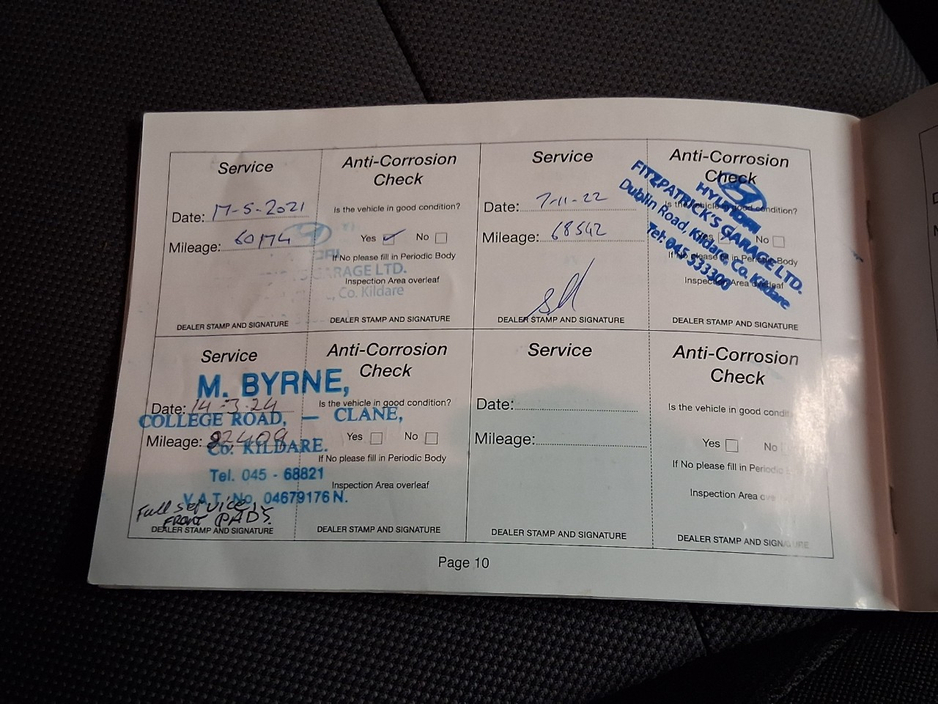 Service
Anti-Corrosion
Check
Date: 17-5-2021
Is the vehicle in good condition?
Mileage: 60174
Yes No
If No please fill in Periodic Body
Inspection Area overleaf
GARAGE LTD.
Co. Kildare
DEALER STAMP AND SIGNATURE
DEALER STAMP AND SIGNATURE
Service
Anti-Corrosion
Check
Date: 7-11-22
Is the vehicle in good condition?
Mileage: 68542
Yes No
If No please fill in Periodic Body
Inspection Area overleaf
HYUNDAI
FITZPATRICK'S GARAGE LTD.
Dublin Road, Kildare, Co. Kildare
Tel: 045 533300
DEALER STAMP AND SIGNATURE
DEALER STAMP AND SIGNATURE
Service
Anti-Corrosion
Check
M. BYRNE,
Date: 14-3-24
Is the vehicle in good condition?
COLLEGE ROAD, — CLANE,
Mileage: 82409
Yes No
Co. KILDARE.
If No please fill in Periodic Body
Tel. 045 - 68821
Inspection Area overleaf
V.A.T. No. 04679176 N.
Full service,
FRONT PADS.
DEALER STAMP AND SIGNATURE
DEALER STAMP AND SIGNATURE
Service
Anti-Corrosion
Check
Date:
Is the vehicle in good condition
Mileage:
Yes No
If No please fill in Periodic
Inspection Area
DEALER STAMP AND SIGNATURE
DEALER STAMP AND SIGNATURE
Page 10